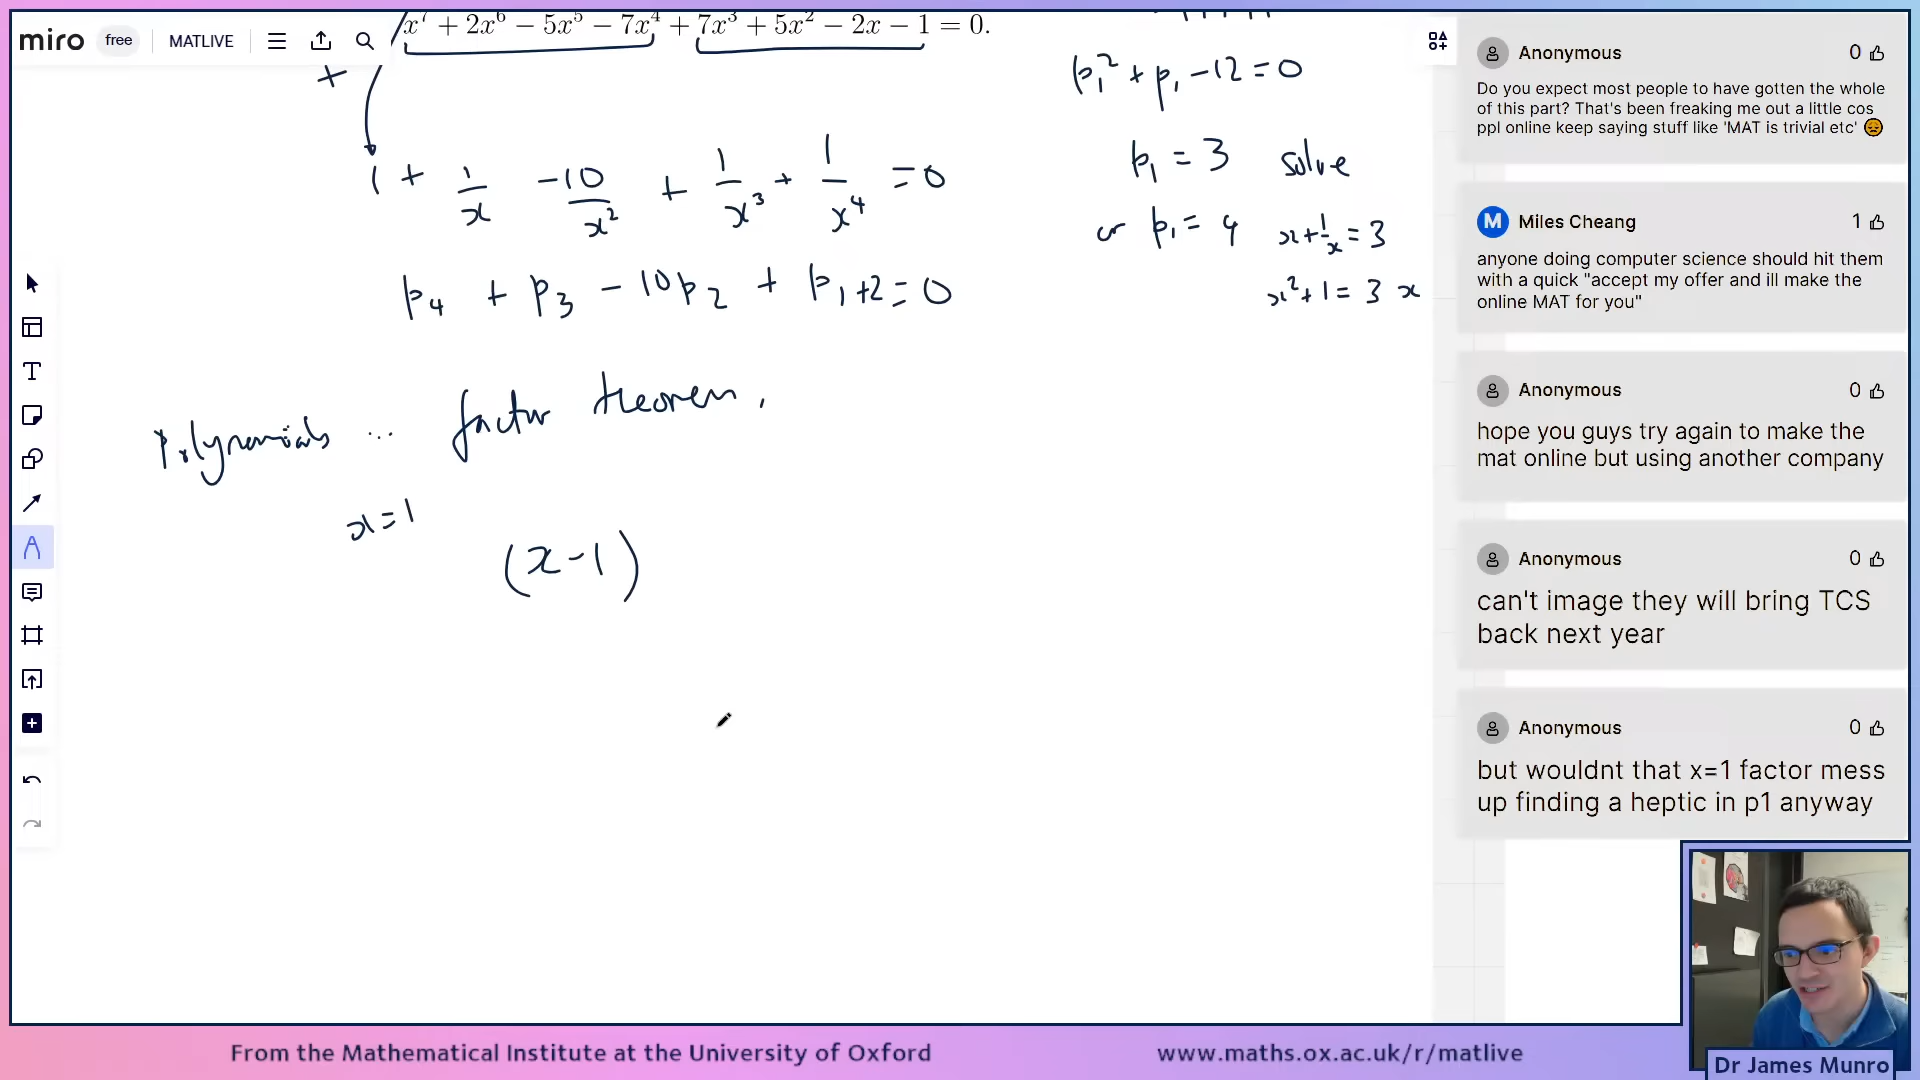 miro free MATLIVE
x⁷ + 2x⁶ − 5x⁵ − 7x⁴ + 7x³ + 5x² − 2x − 1 = 0.
+
1 + 1/x −10/x² + 1/x³ + 1/x⁴ = 0
p₄ + p₃ − 10p₂ + p₁ + 2 = 0
Polynomials ... factor theorem,
x = 1
(x − 1)
p₁² + p₁ − 12 = 0
p₁ = 3 solve
or p₁ = 4 x + 1/x = 3
x² + 1 = 3x
Anonymous 0
Do you expect most people to have gotten the whole
of this part? That's been freaking me out a little cos
ppl online keep saying stuff like 'MAT is trivial etc' 😔
M Miles Cheang 1
anyone doing computer science should hit them
with a quick "accept my offer and ill make the
online MAT for you"
Anonymous 0
hope you guys try again to make the
mat online but using another company
Anonymous 0
can't image they will bring TCS
back next year
Anonymous 0
but wouldnt that x=1 factor mess
up finding a heptic in p1 anyway
From the Mathematical Institute at the University of Oxford
www.maths.ox.ac.uk/r/matlive
Dr James Munro